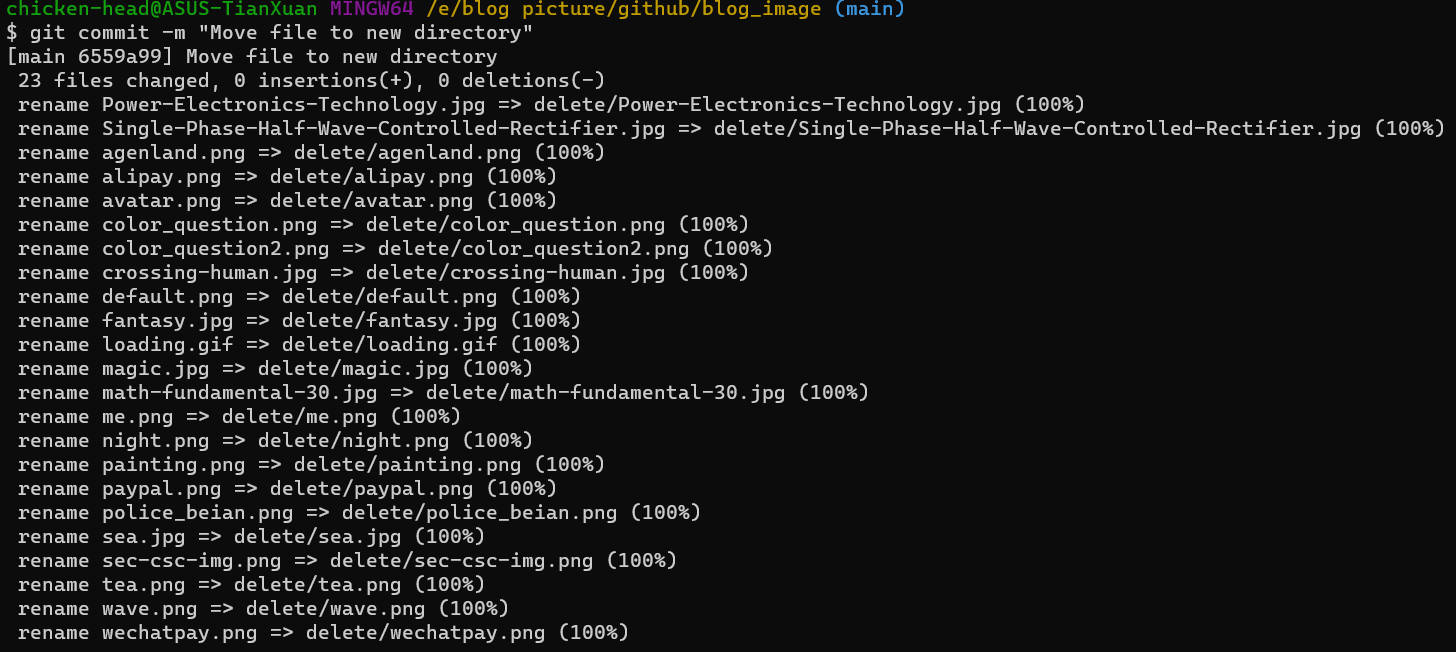 chicken-head@ASUS-TianXuan MINGW64 /e/blog picture/github/blog_image (main)
$ git commit -m "Move file to new directory"
[main 6559a99] Move file to new directory
 23 files changed, 0 insertions(+), 0 deletions(-)
 rename Power-Electronics-Technology.jpg => delete/Power-Electronics-Technology.jpg (100%)
 rename Single-Phase-Half-Wave-Controlled-Rectifier.jpg => delete/Single-Phase-Half-Wave-Controlled-Rectifier.jpg (100%)
 rename agenland.png => delete/agenland.png (100%)
 rename alipay.png => delete/alipay.png (100%)
 rename avatar.png => delete/avatar.png (100%)
 rename color_question.png => delete/color_question.png (100%)
 rename color_question2.png => delete/color_question2.png (100%)
 rename crossing-human.jpg => delete/crossing-human.jpg (100%)
 rename default.png => delete/default.png (100%)
 rename fantasy.jpg => delete/fantasy.jpg (100%)
 rename loading.gif => delete/loading.gif (100%)
 rename magic.jpg => delete/magic.jpg (100%)
 rename math-fundamental-30.jpg => delete/math-fundamental-30.jpg (100%)
 rename me.png => delete/me.png (100%)
 rename night.png => delete/night.png (100%)
 rename painting.png => delete/painting.png (100%)
 rename paypal.png => delete/paypal.png (100%)
 rename police_beian.png => delete/police_beian.png (100%)
 rename sea.jpg => delete/sea.jpg (100%)
 rename sec-csc-img.png => delete/sec-csc-img.png (100%)
 rename tea.png => delete/tea.png (100%)
 rename wave.png => delete/wave.png (100%)
 rename wechatpay.png => delete/wechatpay.png (100%)